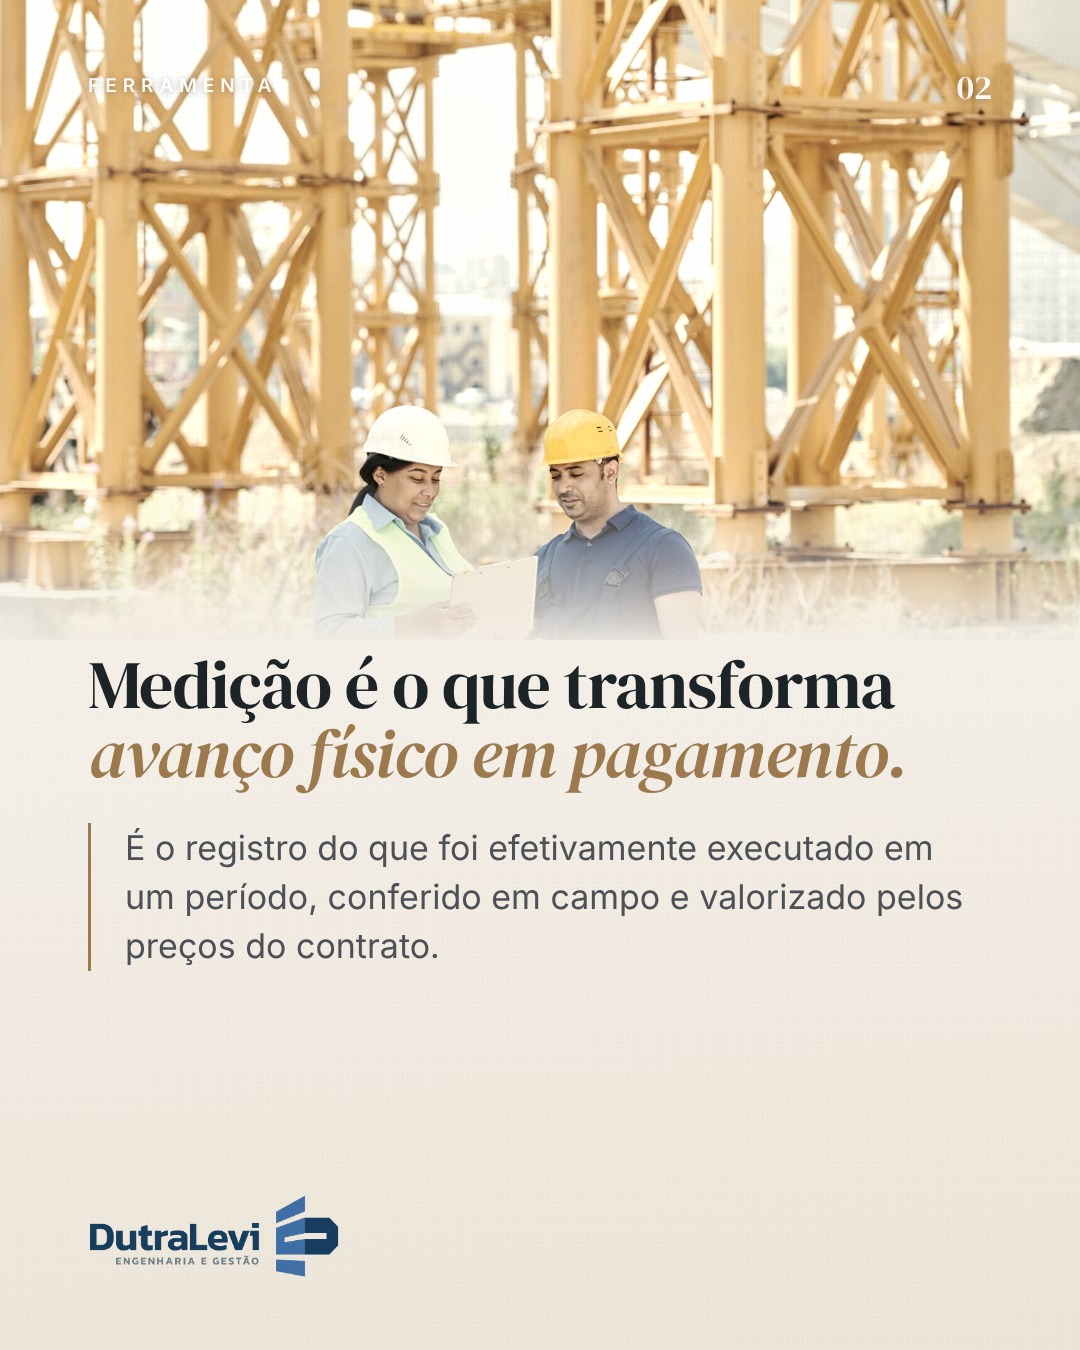 FERRAMENTA
02
Medição é o que transforma
avanço físico em pagamento.
É o registro do que foi efetivamente executado em
um período, conferido em campo e valorizado pelos
preços do contrato.
DutraLevi
ENGENHARIA E GESTÃO